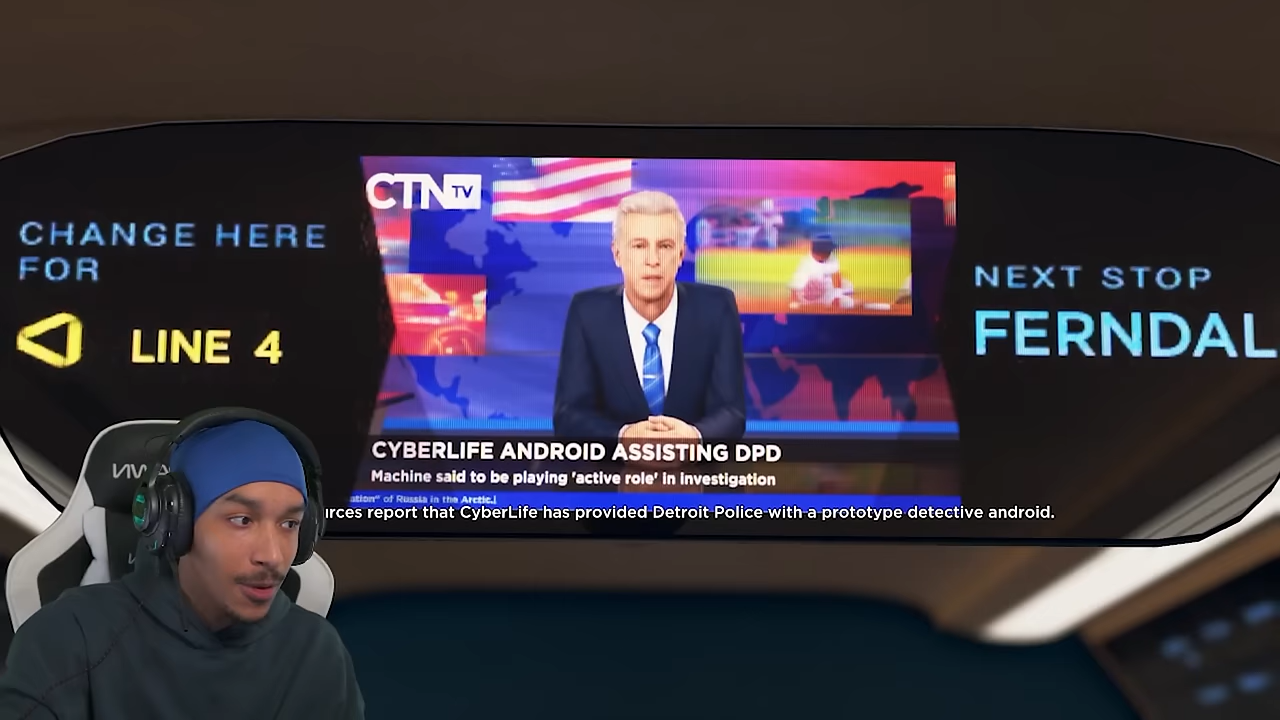 CTN TV
CHANGE HERE
FOR
LINE 4
NEXT STOP
FERNDAL
CYBERLIFE ANDROID ASSISTING DPD
Machine said to be playing 'active role' in investigation
of Russia in the Arctic.
report that CyberLife has provided Detroit Police with a prototype detective android.